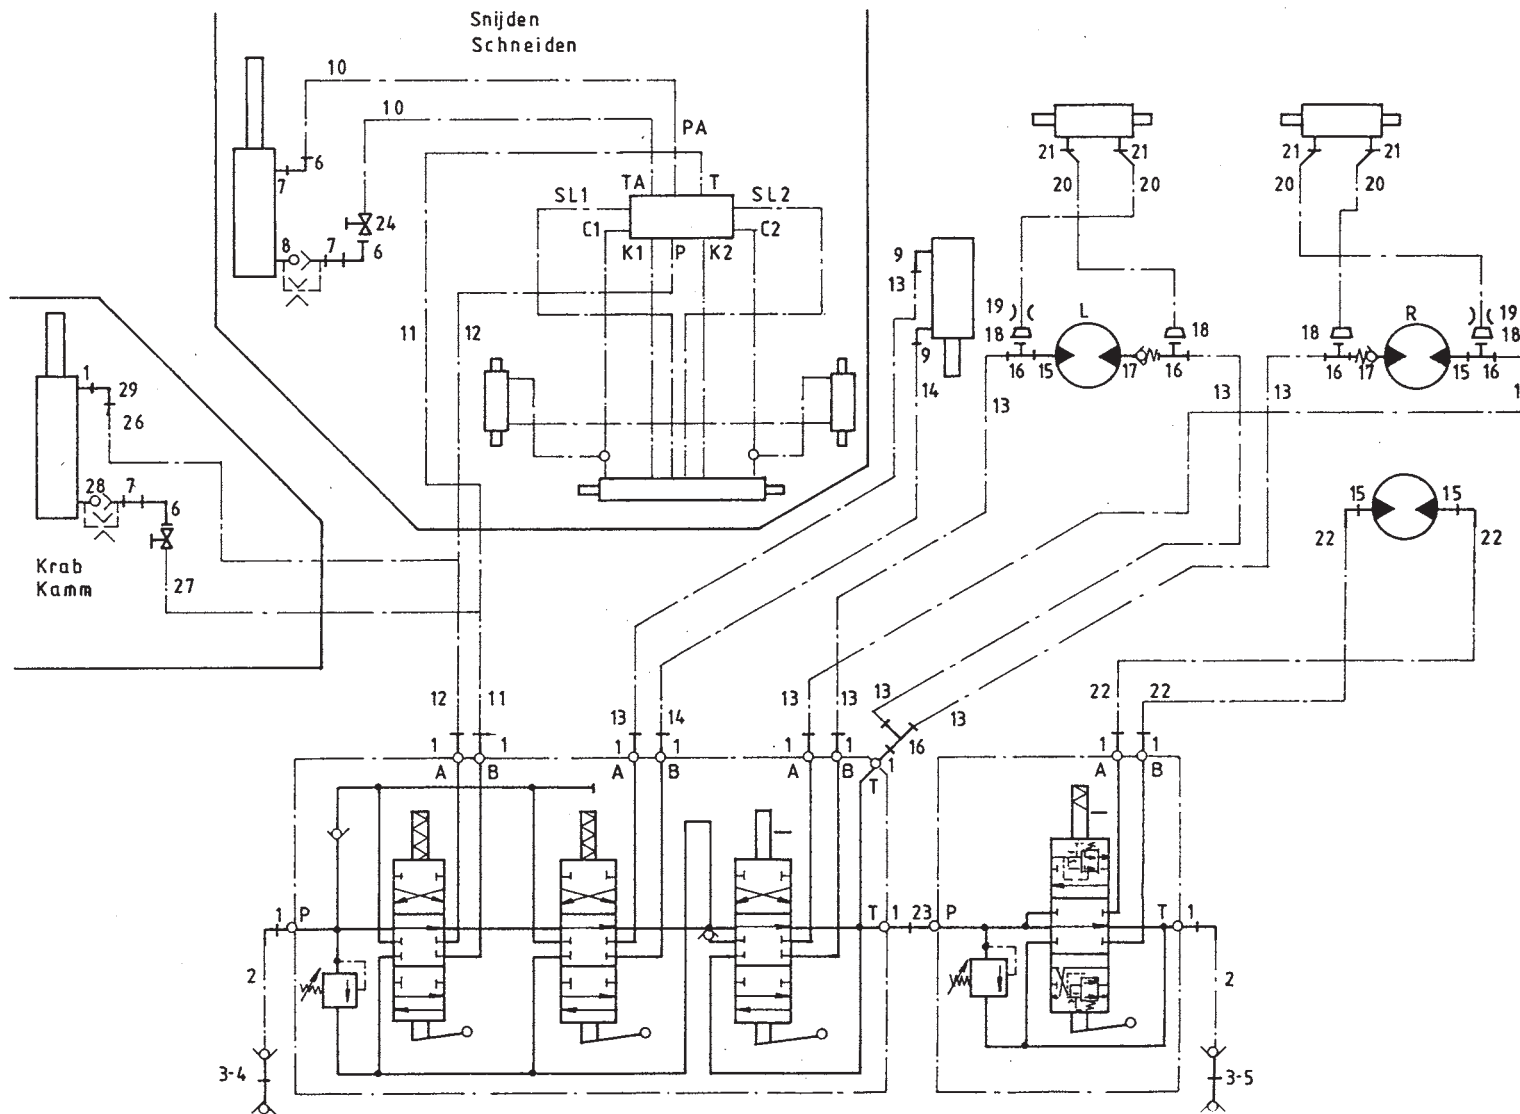 Snijden
Schneiden
10
10
PA
6
7
TA
T
SL1
SL2
24
C1
C2
8
7
6
K1
P
K2
21
21
21
21
20
20
20
20
9
13
19
18
L
18
18
R
19
18
11
12
9
14
16
15
17
16
16
17
15
16
13
13
13
1
1
29
26
28
7
6
15
15
22
22
Krab
Kamm
27
12
11
13
14
13
13
13
13
22
22
16
1
1
1
1
1
1
1
1
1
A
B
A
B
A
B
T
A
B
1
P
T
1
23
P
T
1
2
2
3-4
3-5